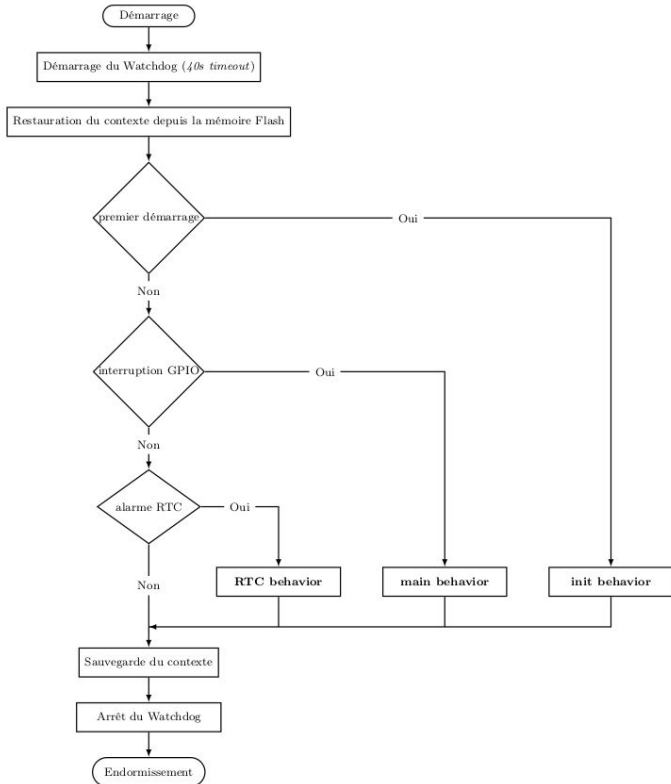 Démarrage
Démarrage du Watchdog (40s timeout)
Restauration du contexte depuis la mémoire Flash
premier démarrage
Oui
Non
interruption GPIO
Oui
Non
alarme RTC
Oui
Non
RTC behavior
main behavior
init behavior
Sauvegarde du contexte
Arrêt du Watchdog
Endormissement